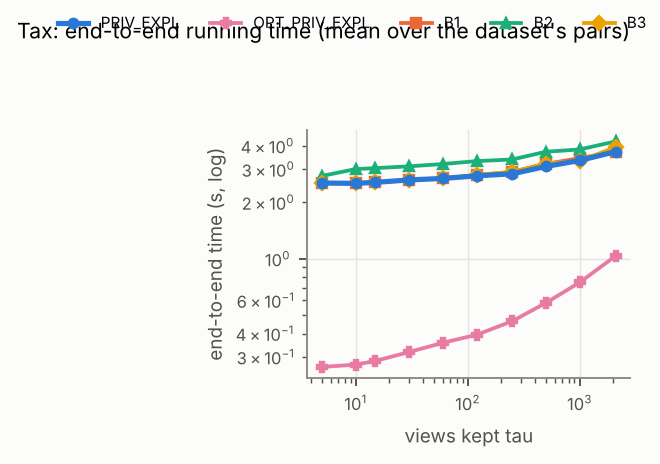 PRIV_EXPL OPT_PRIV_EXPL B1 B2 B3
Tax: end-to-end running time (mean over the dataset's pairs)
4 × 10⁰
3 × 10⁰
2 × 10⁰
10⁰
6 × 10⁻¹
4 × 10⁻¹
3 × 10⁻¹
end-to-end time (s, log)
10¹ 10² 10³
views kept tau